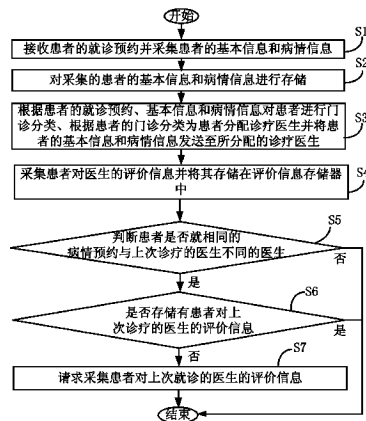 开始
S1
接收患者的就诊预约并采集患者的基本信息和病情信息
S2
对采集的患者的基本信息和病情信息进行存储
S3
根据患者的就诊预约、基本信息和病情信息对患者进行门
诊分类、根据患者的门诊分类为患者分配诊疗医生并将患
者的基本信息和病情信息发送至所分配的诊疗医生
S4
采集患者对医生的评价信息并将其存储在评价信息存储器
中
S5
判断患者是否就相同的
病情预约与上次诊疗的医生不同的医生
否
是
S6
是否存储有患者对上
次诊疗的医生的评价信息
是
否
S7
请求采集患者对上次就诊的医生的评价信息
结束